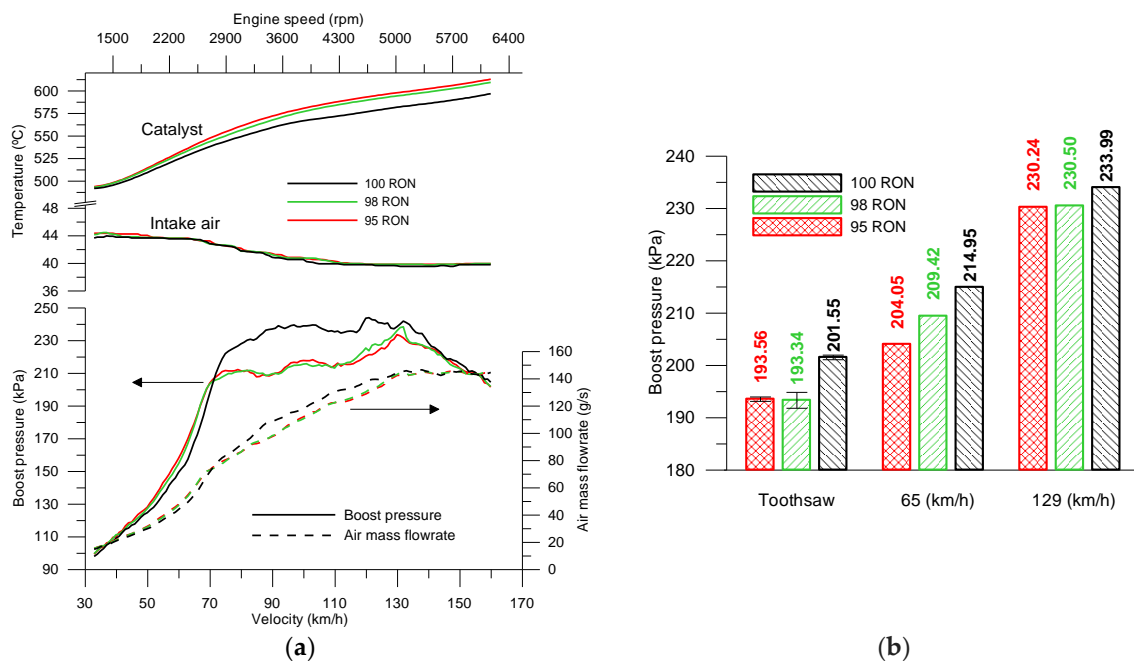 Engine speed (rpm)
1500 2200 2900 3600 4300 5000 5700 6400
Temperature (ºC)
600
575
550
525
500
48
44
40
36
Catalyst
100 RON
98 RON
95 RON
Intake air
Boost pressure (kPa)
250
230
210
190
170
150
130
110
90
160
140
120
100
80
60
40
20
0
Air mass flowrate (g/s)
Boost pressure
Air mass flowrate
30 50 70 90 110 130 150 170
Velocity (km/h)
(a)
Boost pressure (kPa)
240
230
220
210
200
190
180
100 RON
98 RON
95 RON
193.56
193.34
201.55
204.05
209.42
214.95
230.24
230.50
233.99
Toothsaw 65 (km/h) 129 (km/h)
(b)